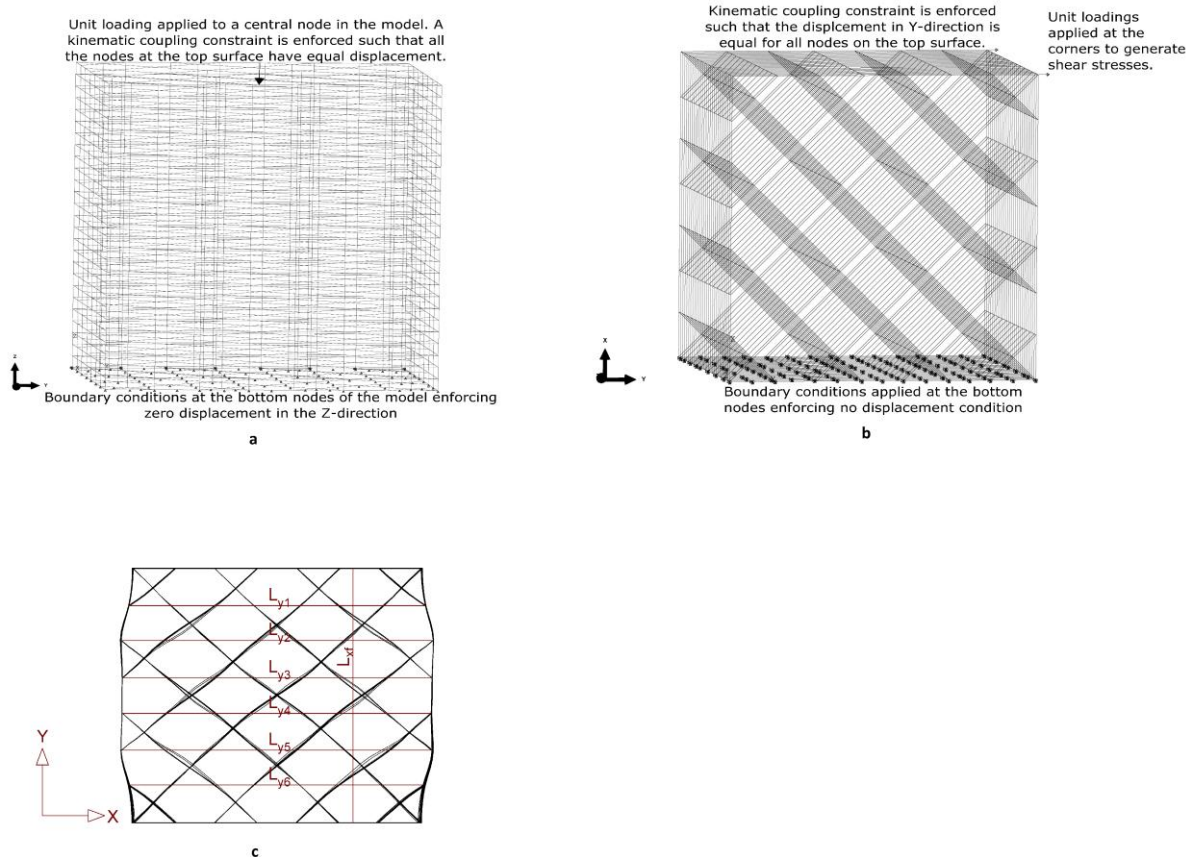 Unit loading applied to a central node in the model. A
kinematic coupling constraint is enforced such that all
the nodes at the top surface have equal displacement.
Z
Y
Boundary conditions at the bottom nodes of the model enforcing
zero displacement in the Z-direction
a
Kinematic coupling constraint is enforced
such that the displcement in Y-direction is
equal for all nodes on the top surface.
Unit loadings
applied at the
corners to generate
shear stresses.
X
Y
Boundary conditions applied at the bottom
nodes enforcing no displacement condition
b
Ly1
Ly2
Lxf
Ly3
Ly4
Ly5
Ly6
Y
X
c